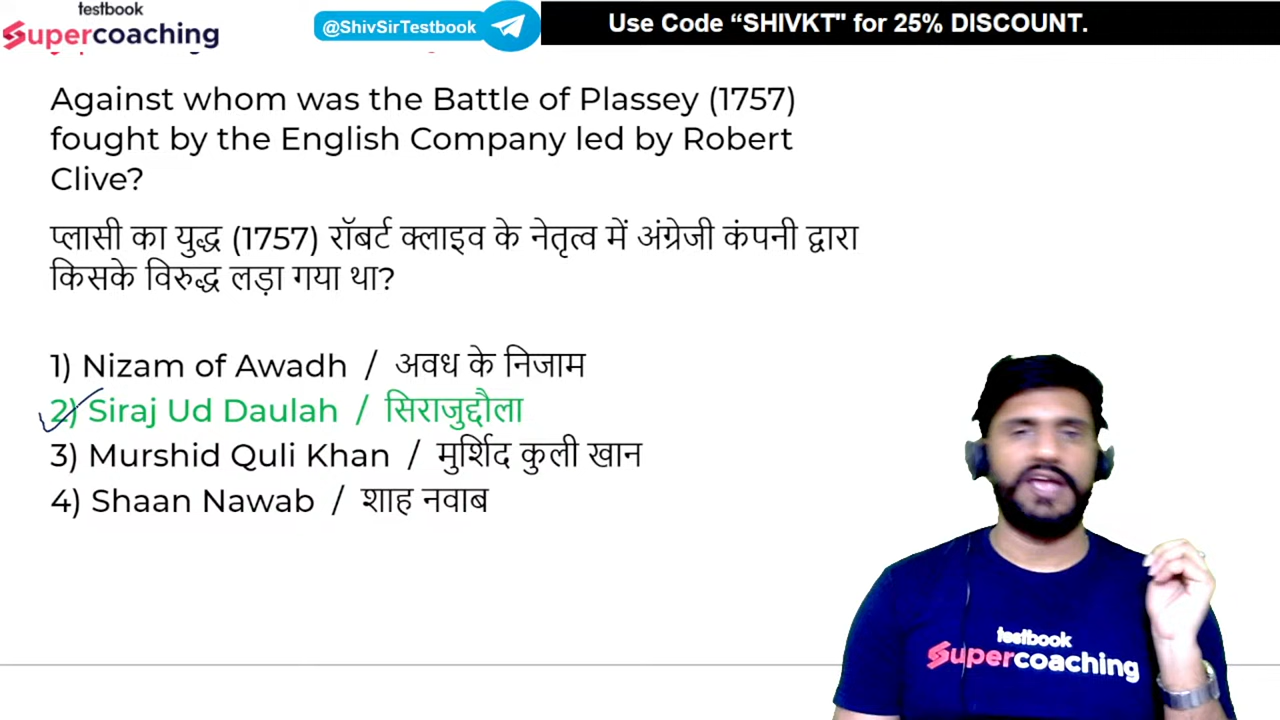 testbook
Supercoaching
@ShivSirTestbook
Use Code “SHIVKT" for 25% DISCOUNT.
Against whom was the Battle of Plassey (1757)
fought by the English Company led by Robert
Clive?
प्लासी का युद्ध (1757) रॉबर्ट क्लाइव के नेतृत्व में अंग्रेजी कंपनी द्वारा
किसके विरुद्ध लड़ा गया था?
1) Nizam of Awadh / अवध के निजाम
2) Siraj Ud Daulah / सिराजुद्दौला
3) Murshid Quli Khan / मुर्शिद कुली खान
4) Shaan Nawab / शाह नवाब
testbook
Supercoaching